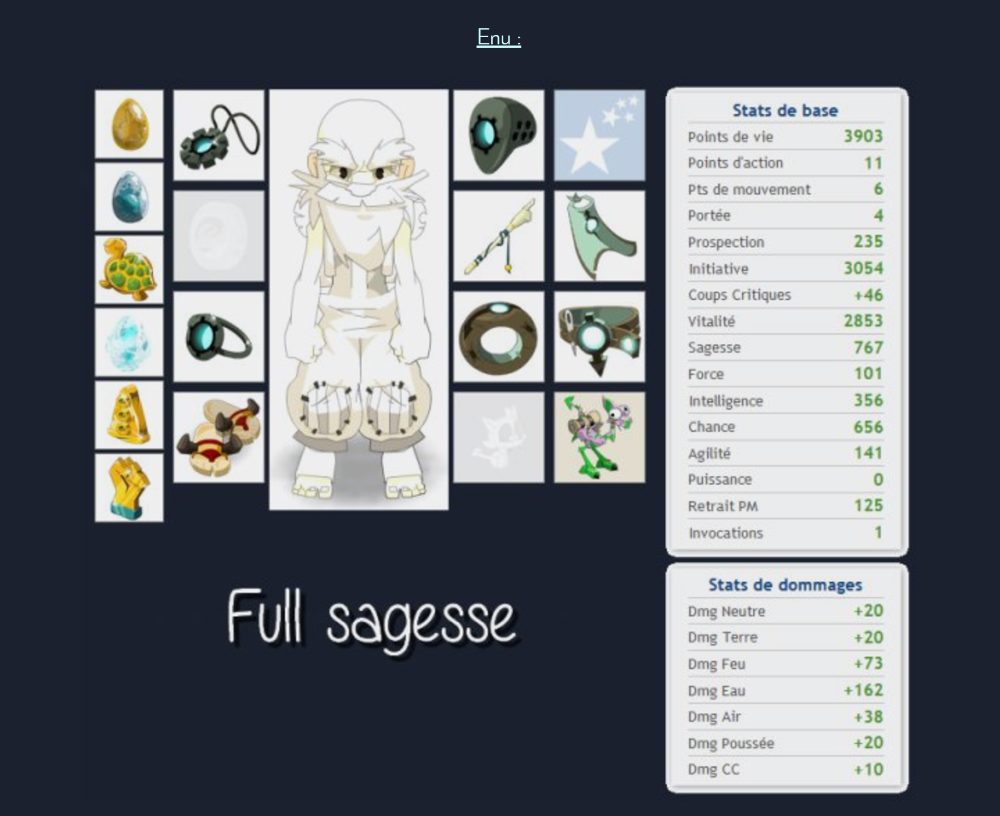 Enu :
Stats de base
Points de vie 3903
Points d'action 11
Pts de mouvement 6
Portée 4
Prospection 235
Initiative 3054
Coups Critiques +46
Vitalité 2853
Sagesse 767
Force 101
Intelligence 356
Chance 656
Agilité 141
Puissance 0
Retrait PM 125
Invocations 1
Full sagesse
Stats de dommages
Dmg Neutre +20
Dmg Terre +20
Dmg Feu +73
Dmg Eau +162
Dmg Air +38
Dmg Poussée +20
Dmg CC +10